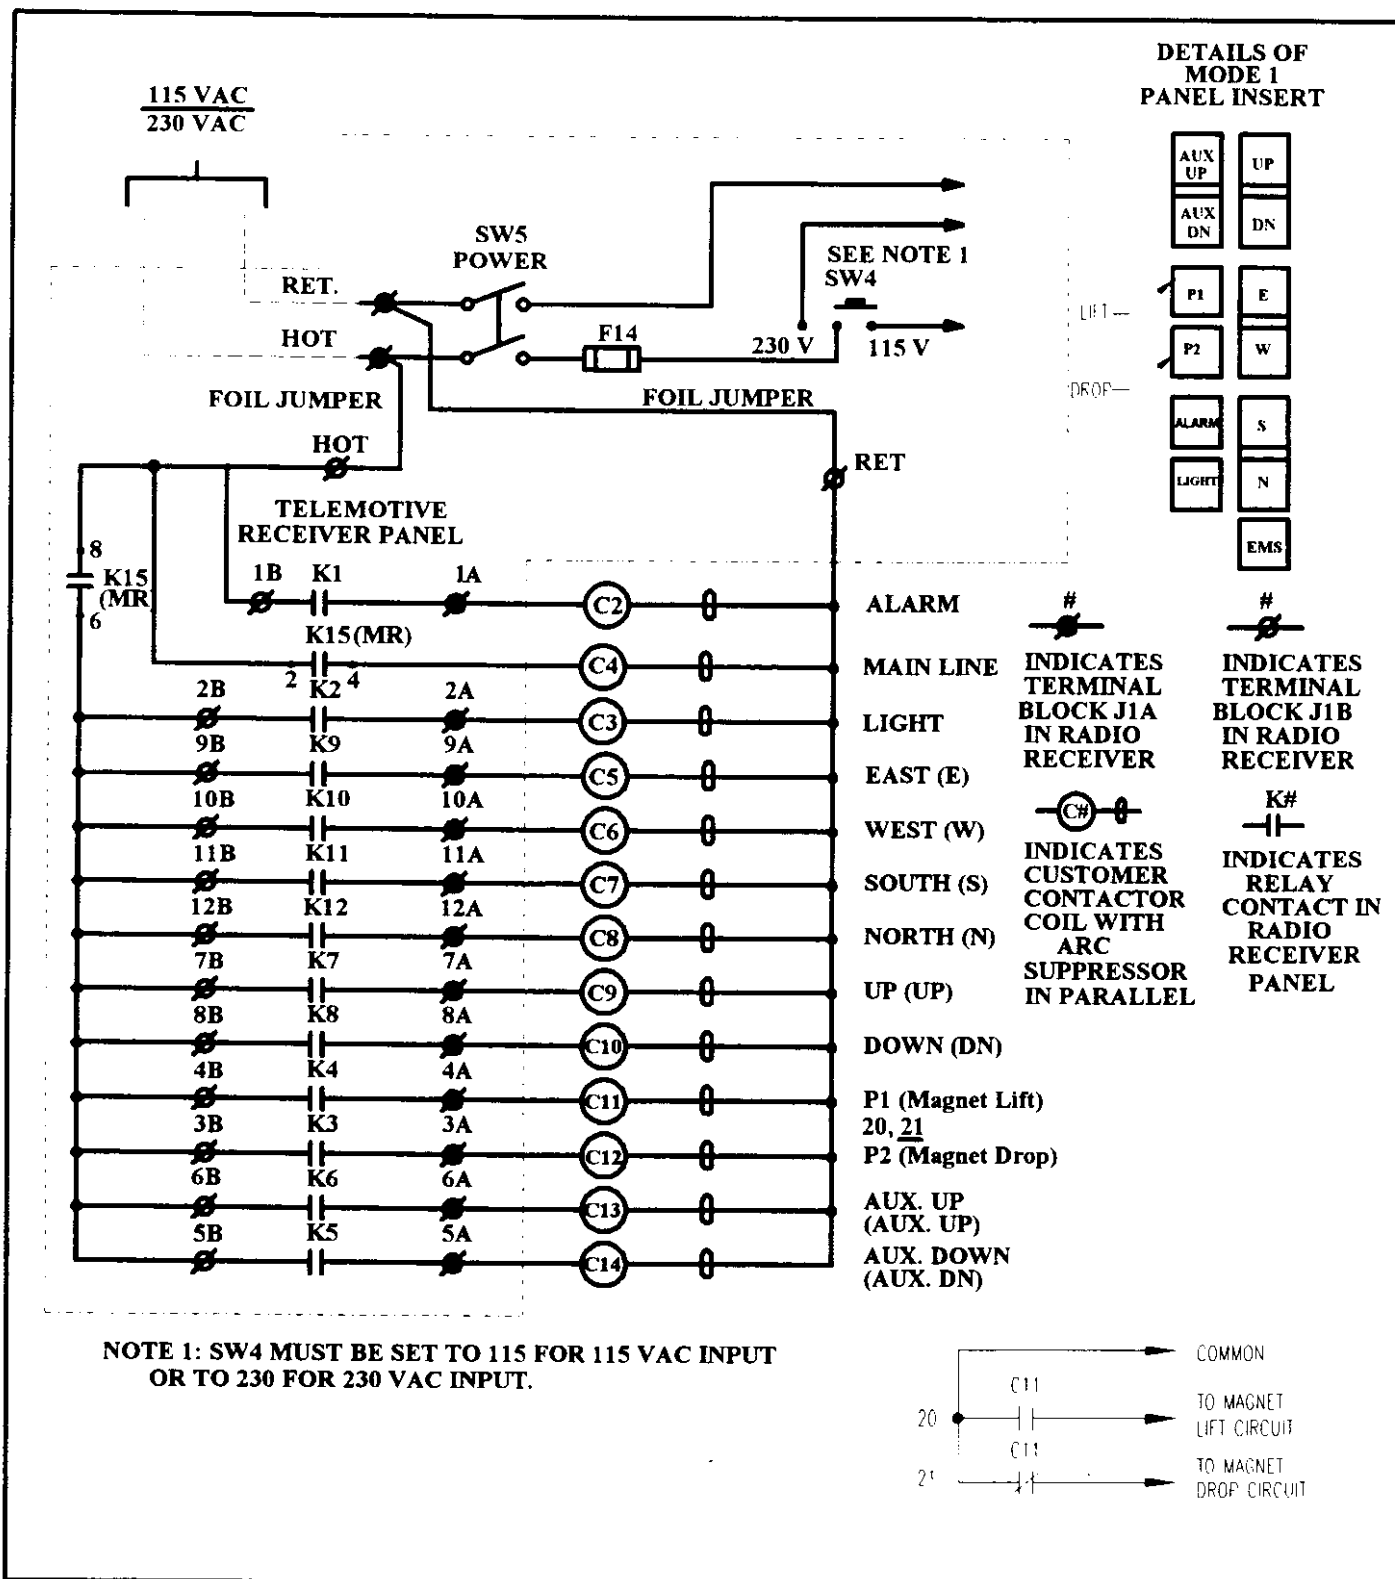 DETAILS OF
MODE 1
PANEL INSERT
115 VAC
230 VAC
AUX
UP
UP
AUX
DN
DN
SW5
POWER
SEE NOTE 1
SW4
RET.
HOT
F14
230 V
115 V
LIFT
P1
E
P2
W
DROP
FOIL JUMPER
FOIL JUMPER
ALARM
S
HOT
RET
LIGHT
N
TELEMOTIVE
RECEIVER PANEL
EMS
8
K15
(MR
6
1B
K1
1A
C2
ALARM
K15(MR)
2
4
C4
MAIN LINE
2B
K2
2A
C3
LIGHT
9B
K9
9A
C5
EAST (E)
10B
K10
10A
C6
WEST (W)
11B
K11
11A
C7
SOUTH (S)
12B
K12
12A
C8
NORTH (N)
7B
K7
7A
C9
UP (UP)
8B
K8
8A
C10
DOWN (DN)
4B
K4
4A
C11
P1 (Magnet Lift)
20, 21
3B
K3
3A
C12
P2 (Magnet Drop)
6B
K6
6A
C13
AUX. UP
(AUX. UP)
5B
K5
5A
C14
AUX. DOWN
(AUX. DN)
#
INDICATES
TERMINAL
BLOCK J1A
IN RADIO
RECEIVER
#
INDICATES
TERMINAL
BLOCK J1B
IN RADIO
RECEIVER
C#
INDICATES
CUSTOMER
CONTACTOR
COIL WITH
ARC
SUPPRESSOR
IN PARALLEL
K#
INDICATES
RELAY
CONTACT IN
RADIO
RECEIVER
PANEL
NOTE 1: SW4 MUST BE SET TO 115 FOR 115 VAC INPUT
OR TO 230 FOR 230 VAC INPUT.
COMMON
20
C11
TO MAGNET
LIFT CIRCUIT
21
C11
TO MAGNET
DROP CIRCUIT